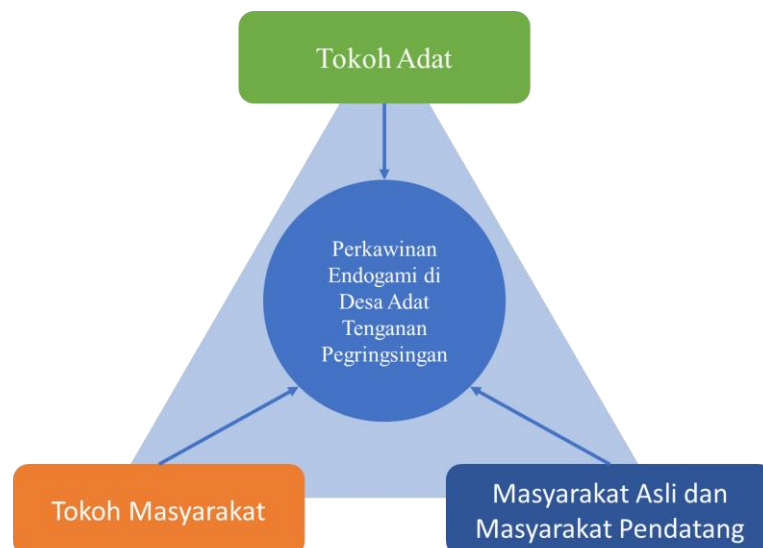 Tokoh Adat
Perkawinan
Endogami di
Desa Adat
Tenganan
Pegringsingan
Tokoh Masyarakat
Masyarakat Asli dan
Masyarakat Pendatang